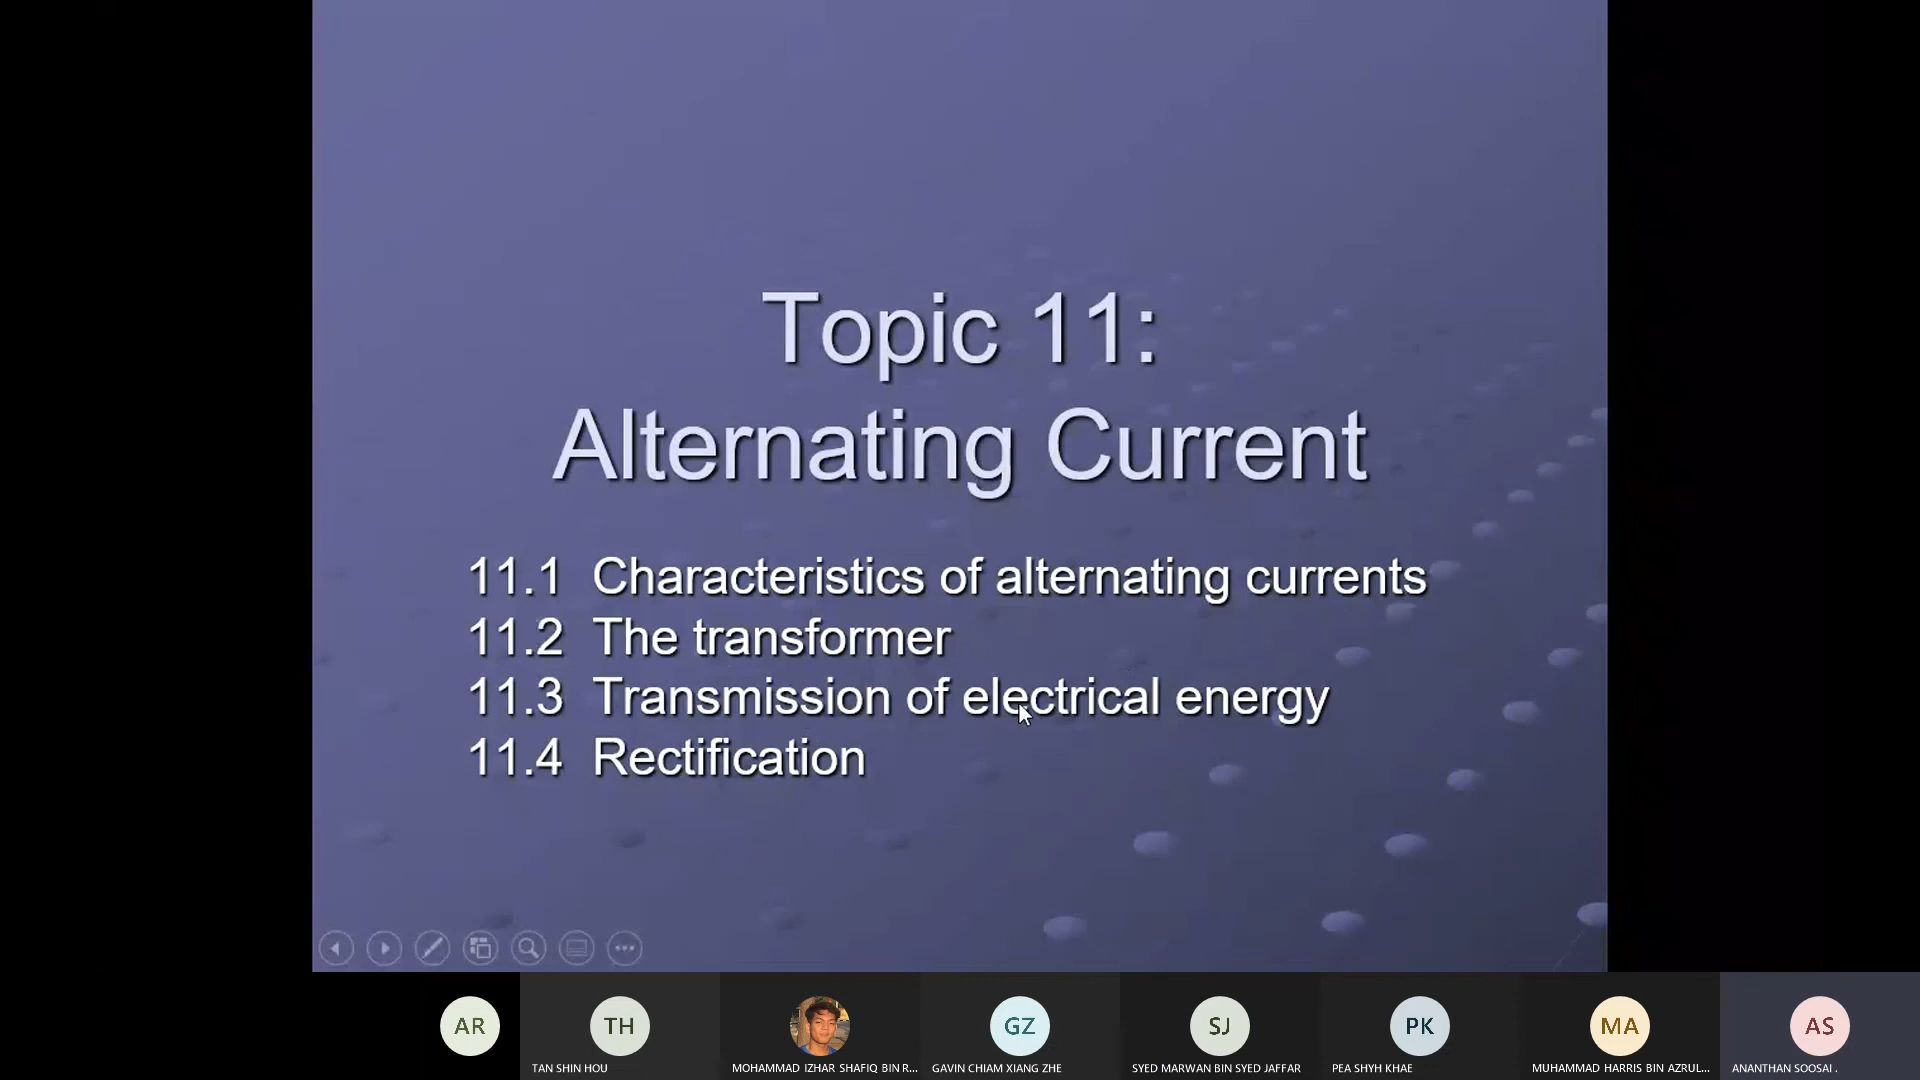 Topic 11:
Alternating Current
11.1 Characteristics of alternating currents
11.2 The transformer
11.3 Transmission of electrical energy
11.4 Rectification
AR
TH
GZ
SJ
PK
MA
AS
TAN SHIN HOU
MOHAMMAD IZHAR SHAFIQ BIN R...
GAVIN CHIAM XIANG ZHE
SYED MARWAN BIN SYED JAFFAR
PEA SHYH KHAE
MUHAMMAD HARRIS BIN AZRUL...
ANANTHAN SOOSAI .